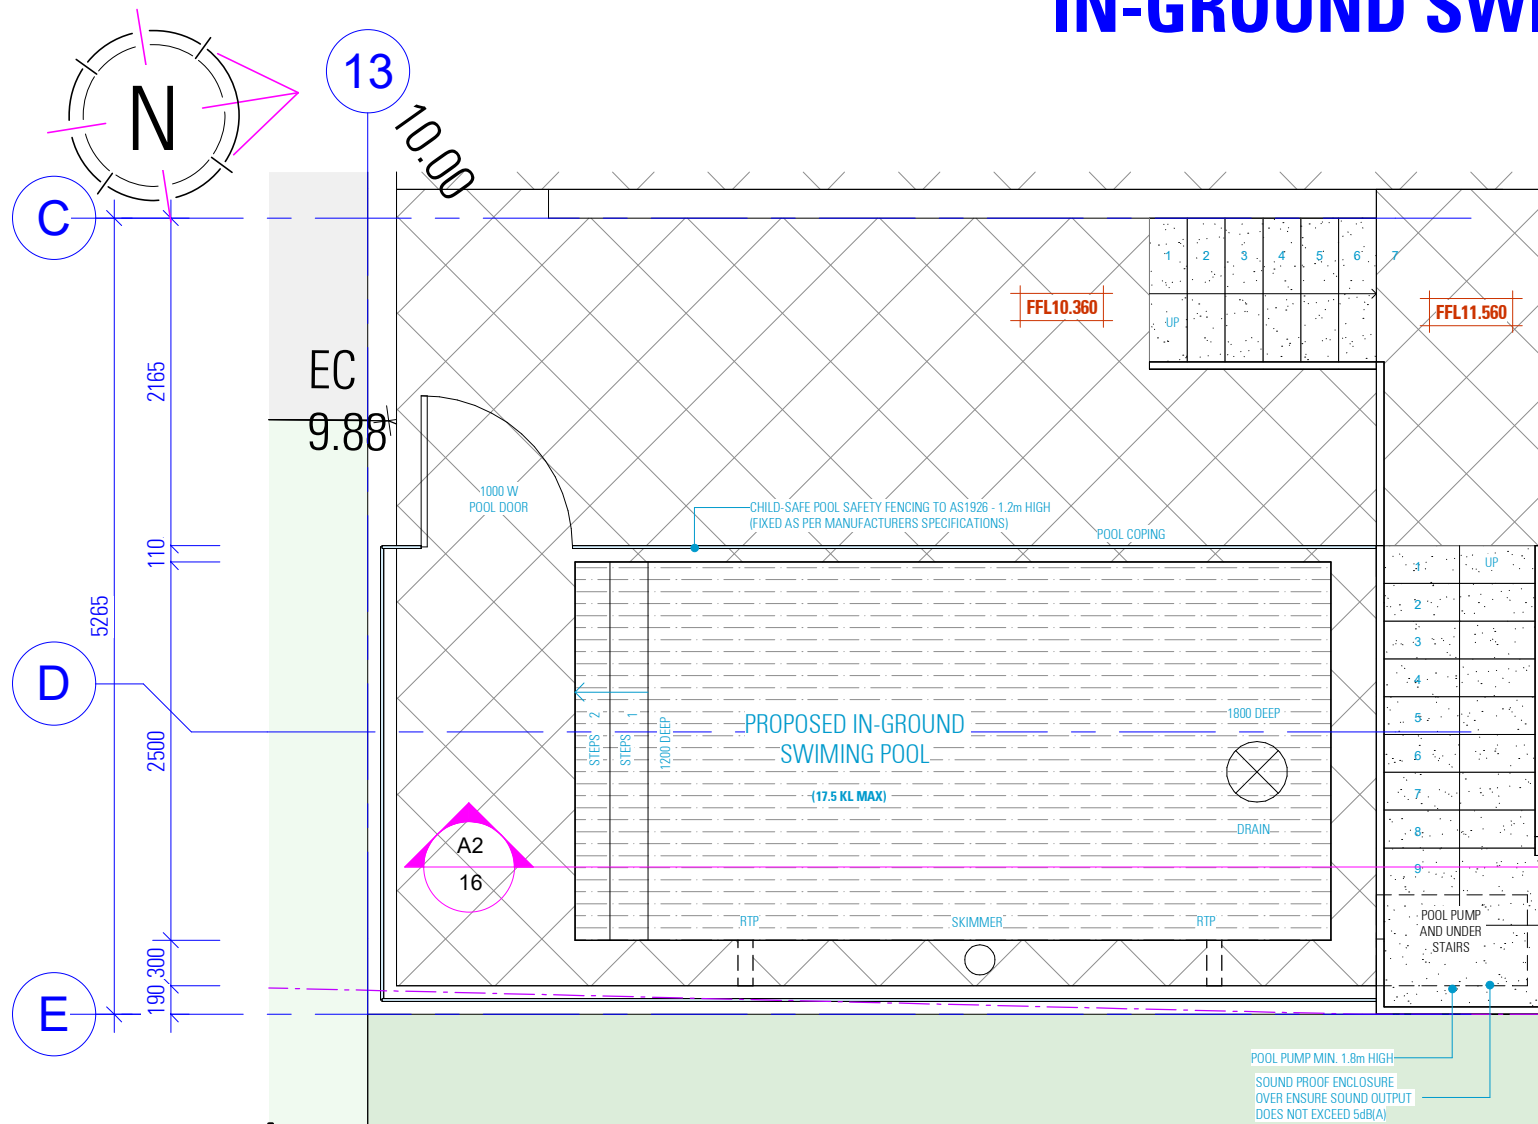 IN-GROUND SWI
N
13
10.00
C
1 2 3 4 5 6 7
UP
FFL10.360
FFL11.560
EC
9.88
2165
1000 W
POOL DOOR
CHILD-SAFE POOL SAFETY FENCING TO AS1926 - 1.2m HIGH
(FIXED AS PER MANUFACTURERS SPECIFICATIONS)
POOL COPING
110
5265
UP
1
2
3
4
5
6
7
8
9
D
2500
STEPS 2
STEPS 1
1200 DEEP
PROPOSED IN-GROUND
SWIMING POOL
(17.5 KL MAX)
1800 DEEP
DRAIN
A2
16
RTP
SKIMMER
RTP
POOL PUMP
AND UNDER
STAIRS
300
190
E
POOL PUMP MIN. 1.8m HIGH
SOUND PROOF ENCLOSURE
OVER ENSURE SOUND OUTPUT
DOES NOT EXCEED 5dB(A)